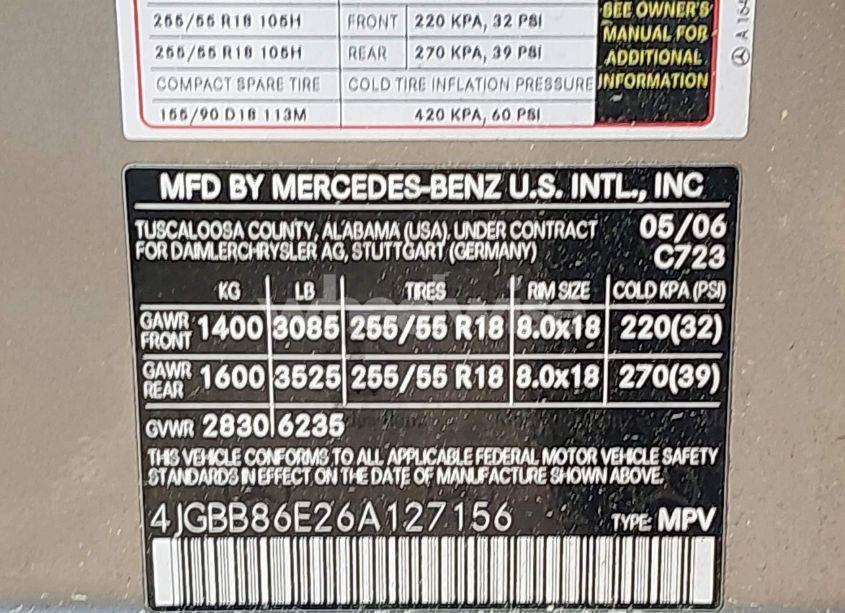 255/55 R18 105H FRONT 220 KPA, 32 PSI
255/55 R18 105H REAR 270 KPA, 39 PSI
COMPACT SPARE TIRE COLD TIRE INFLATION PRESSURE
155/90 D18 113M 420 KPA, 60 PSI
SEE OWNER'S
MANUAL FOR
ADDITIONAL
INFORMATION
A 164
MFD BY MERCEDES-BENZ U.S. INTL., INC
TUSCALOOSA COUNTY, ALABAMA (USA), UNDER CONTRACT 05/06
FOR DAIMLERCHRYSLER AG, STUTTGART (GERMANY) C723
KG LB TIRES RIM SIZE COLD KPA (PSI)
GAWR FRONT 1400 3085 255/55 R18 8.0x18 220(32)
GAWR REAR 1600 3525 255/55 R18 8.0x18 270(39)
GVWR 2830 6235
THIS VEHICLE CONFORMS TO ALL APPLICABLE FEDERAL MOTOR VEHICLE SAFETY
STANDARDS IN EFFECT ON THE DATE OF MANUFACTURE SHOWN ABOVE.
4JGBB86E26A127156 TYPE: MPV